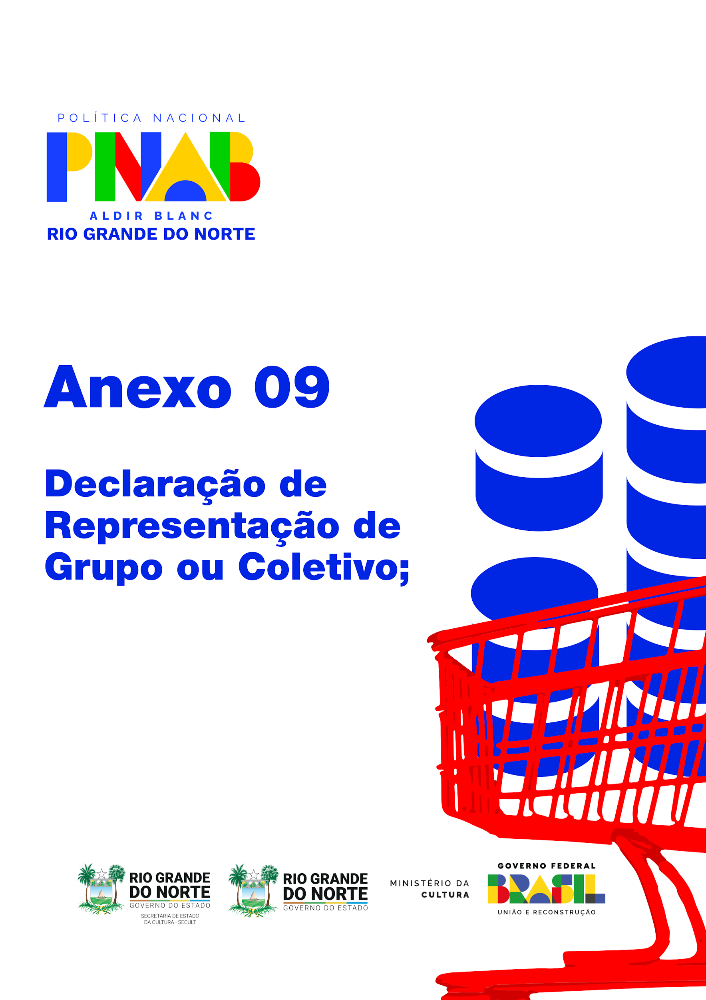 POLÍTICA NACIONAL
PNAB
ALDIR BLANC
RIO GRANDE DO NORTE
Anexo 09
Declaração de
Representação de
Grupo ou Coletivo;
RIO GRANDE
DO NORTE
GOVERNO DO ESTADO
SECRETARIA DE ESTADO
DA CULTURA - SECULT
RIO GRANDE
DO NORTE
GOVERNO DO ESTADO
MINISTÉRIO DA
CULTURA
GOVERNO FEDERAL
BRASIL
UNIÃO E RECONSTRUÇÃO